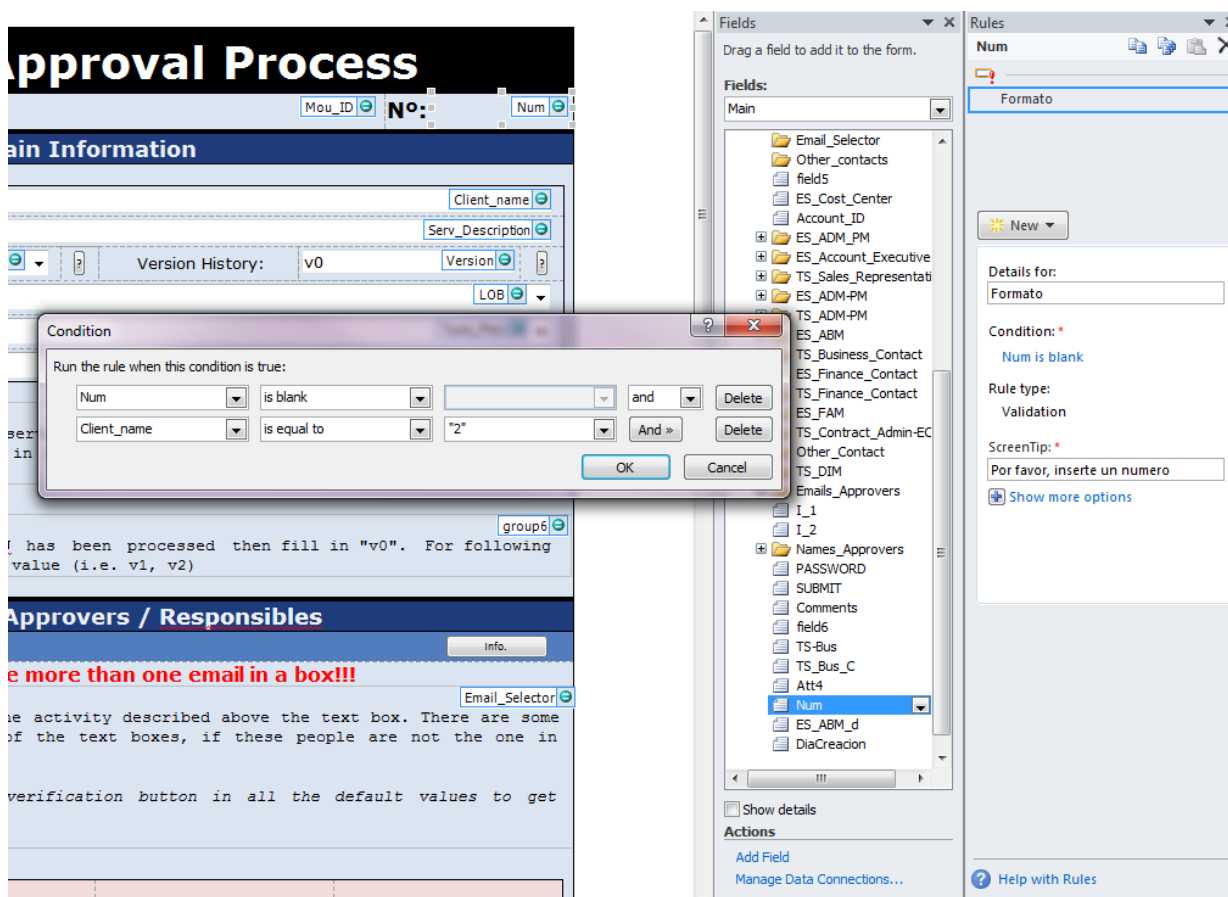 Approval Process
Mou_ID Nº: Num
ain Information
Client_name
Serv_Description
? Version History: v0 Version ?
LOB
ser
in
group6
has been processed then fill in "v0". For following
value (i.e. v1, v2)
Approvers / Responsibles
Info.
e more than one email in a box!!!
Email_Selector
e activity described above the text box. There are some
of the text boxes, if these people are not the one in
verification button in all the default values to get
Condition
? X
Run the rule when this condition is true:
Num is blank and Delete
Client_name is equal to "2" And » Delete
OK Cancel
Fields
Drag a field to add it to the form.
Fields:
Main
Email_Selector
Other_contacts
field5
ES_Cost_Center
Account_ID
ES_ADM_PM
ES_Account_Executive
TS_Sales_Representati
ES_ADM-PM
TS_ADM-PM
ES_ABM
TS_Business_Contact
ES_Finance_Contact
TS_Finance_Contact
ES_FAM
TS_Contract_Admin-EC
Other_Contact
TS_DIM
Emails_Approvers
I_1
I_2
Names_Approvers
PASSWORD
SUBMIT
Comments
field6
TS-Bus
TS_Bus_C
Att4
Num
ES_ABM_d
DiaCreacion
Show details
Actions
Add Field
Manage Data Connections...
Rules
Num
Formato
New
Details for:
Formato
Condition: *
Num is blank
Rule type:
Validation
ScreenTip: *
Por favor, inserte un numero
Show more options
Help with Rules